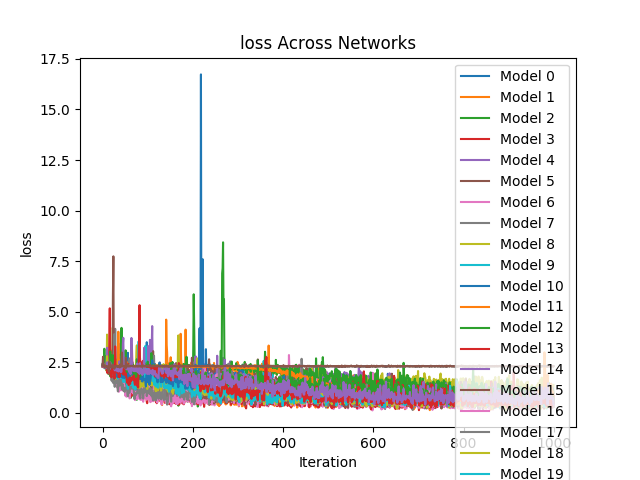 loss Across Networks
17.5
15.0
12.5
10.0
7.5
5.0
2.5
0.0
loss
0
200
400
600
800
1000
Iteration
Model 0
Model 1
Model 2
Model 3
Model 4
Model 5
Model 6
Model 7
Model 8
Model 9
Model 10
Model 11
Model 12
Model 13
Model 14
Model 15
Model 16
Model 17
Model 18
Model 19